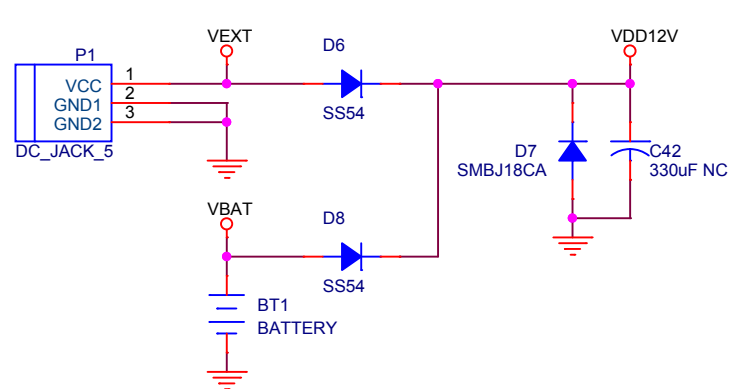 VEXT
D6
VDD12V
P1
1
VCC
2
GND1
3
GND2
SS54
DC_JACK_5
D7
C42
SMBJ18CA
330uF NC
VBAT
D8
SS54
BT1
BATTERY